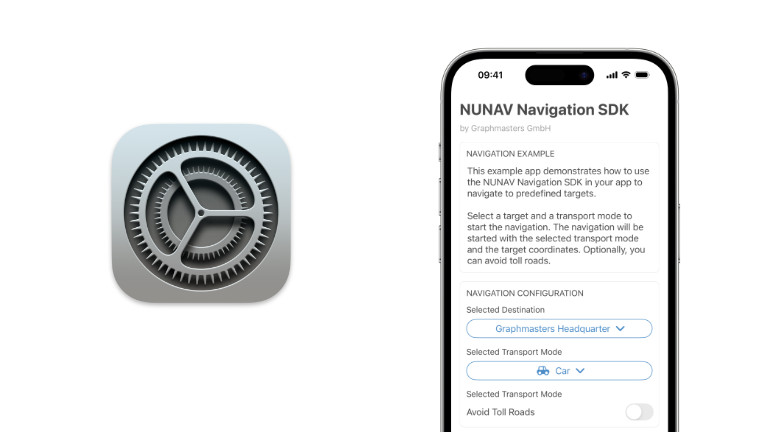 09:41
NUNAV Navigation SDK
by Graphmasters GmbH
NAVIGATION EXAMPLE
This example app demonstrates how to use
the NUNAV Navigation SDK in your app to
navigate to predefined targets.
Select a target and a transport mode to
start the navigation. The navigation will be
started with the selected transport mode
and the target coordinates. Optionally, you
can avoid toll roads.
NAVIGATION CONFIGURATION
Selected Destination
Graphmasters Headquarter
Selected Transport Mode
Car
Selected Transport Mode
Avoid Toll Roads